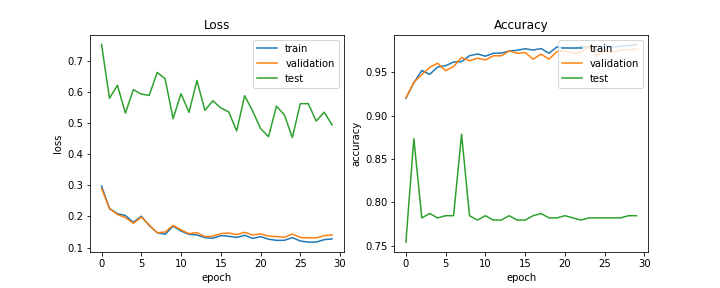 Loss
0.7
0.6
0.5
0.4
0.3
0.2
0.1
loss
0 5 10 15 20 25 30
epoch
train
validation
test
Accuracy
0.95
0.90
0.85
0.80
0.75
accuracy
0 5 10 15 20 25 30
epoch
train
validation
test